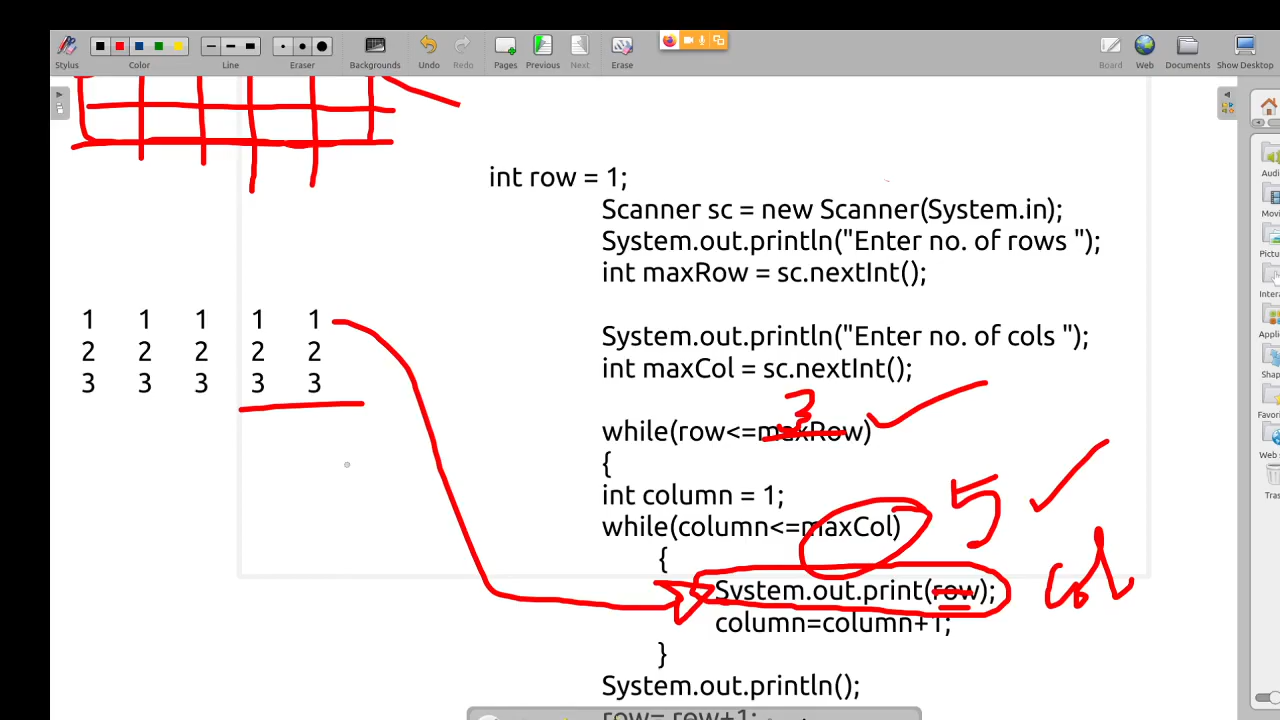 Stylus Color Line Eraser Backgrounds Undo Redo Pages Previous Next Erase Board Web Documents Show Desktop
int row = 1;
Scanner sc = new Scanner(System.in);
System.out.println("Enter no. of rows ");
int maxRow = sc.nextInt();
1 1 1 1 1
System.out.println("Enter no. of cols ");
2 2 2 2 2
int maxCol = sc.nextInt();
3 3 3 3 3
3
while(row<=maxRow)
{
int column = 1;
5
while(column<=maxCol)
{
System.out.print(row);
col
column=column+1;
}
System.out.println();
row= row+1;